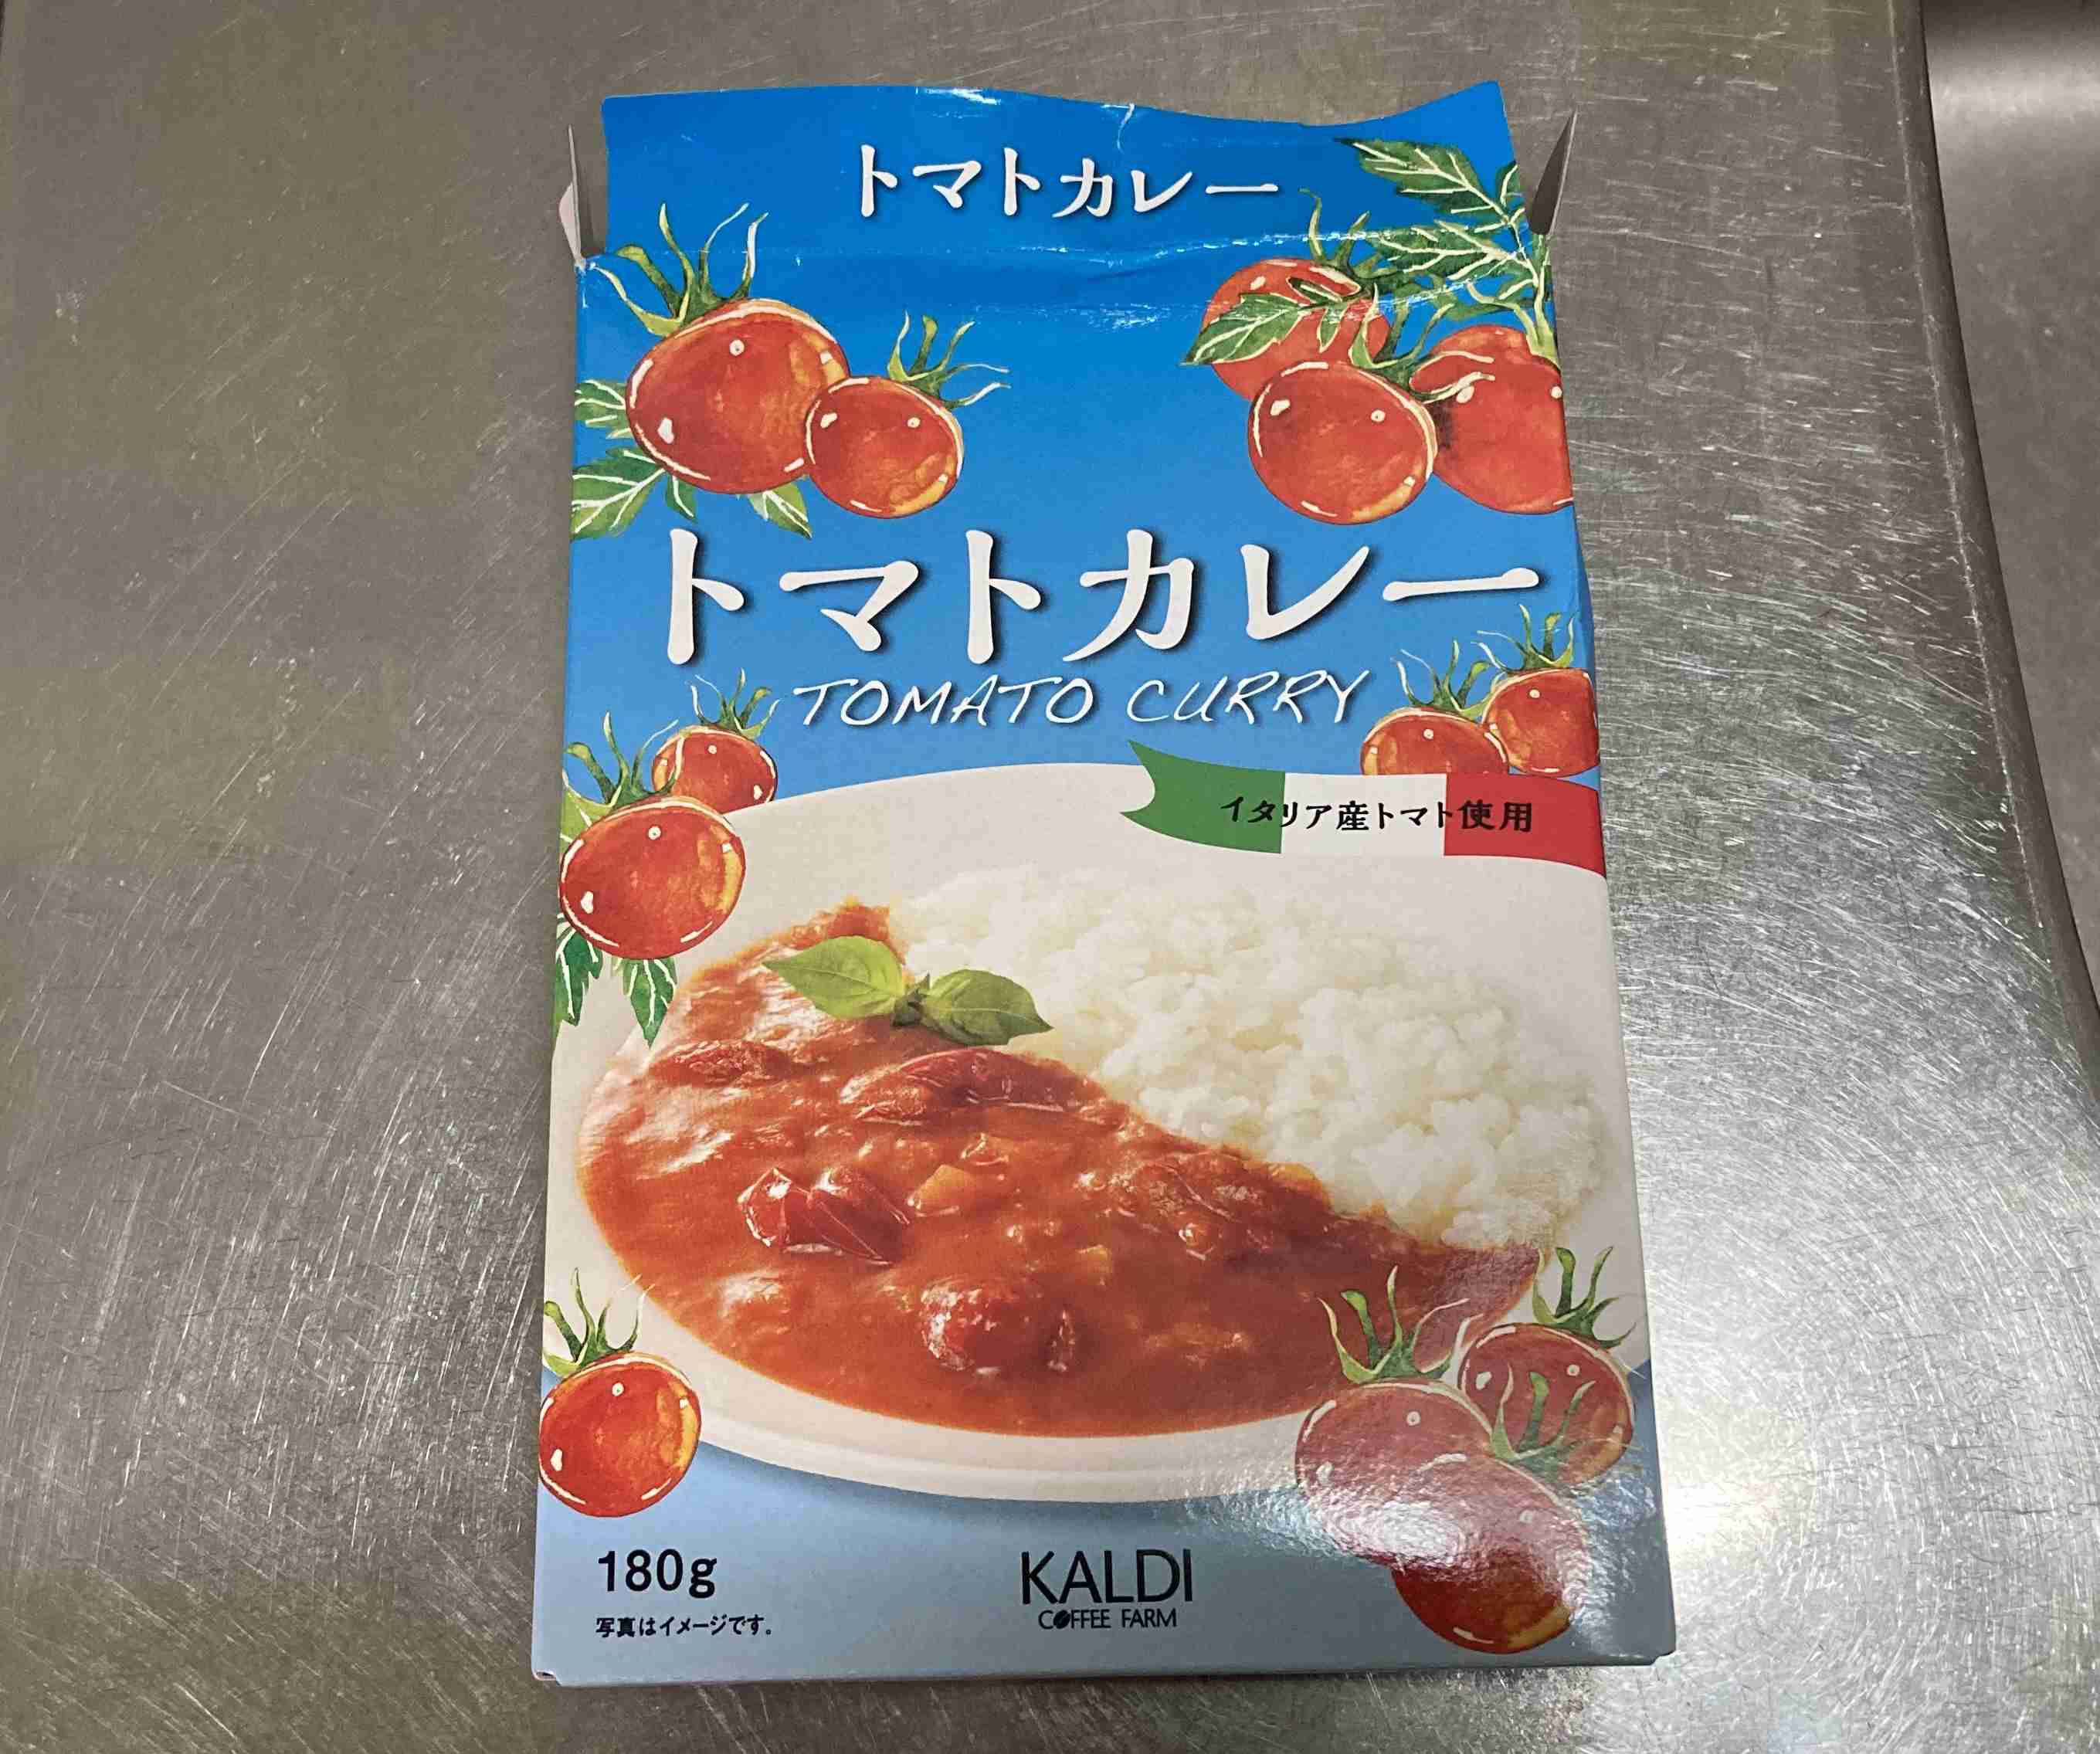 トマトカレー
トマトカレー
TOMATO CURRY
イタリア産トマト使用
180g
写真はイメージです。
KALDI
COFFEE FARM